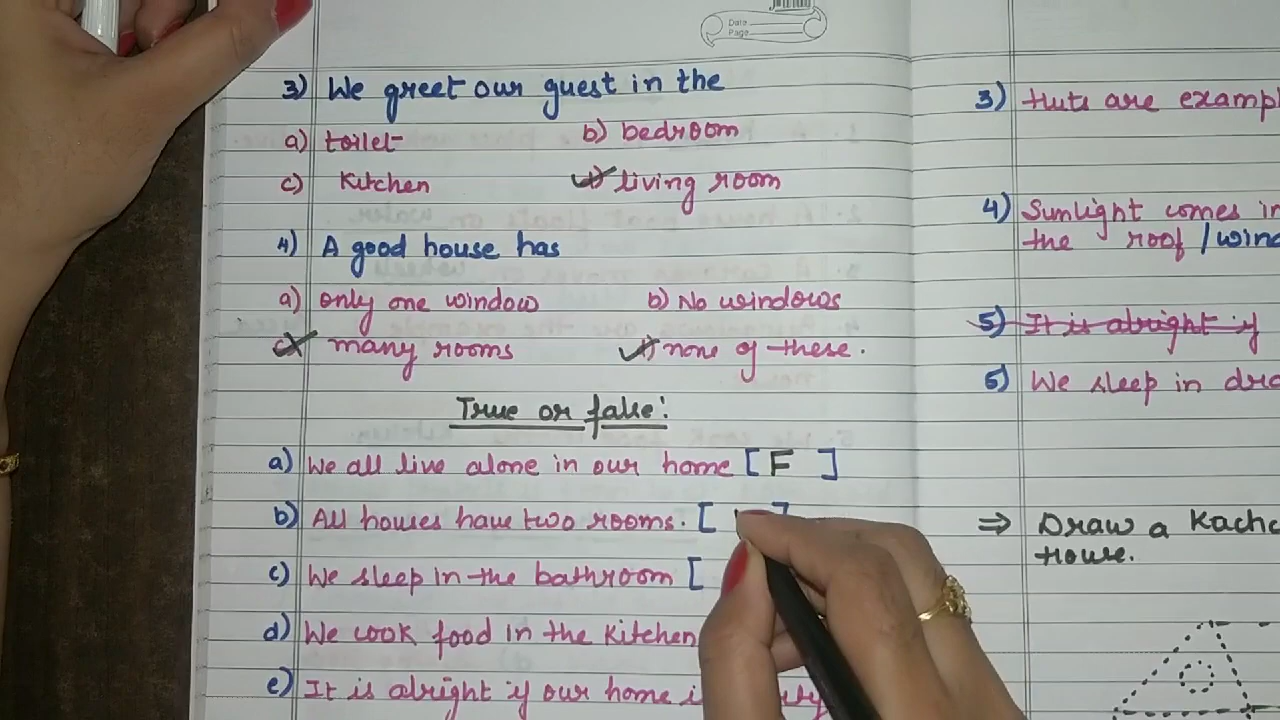 Date
Page
3) We greet our guest in the
a) toilet b) bedroom
c) Kitchen living room
4) A good house has
a) only one window b) No windows
c) many rooms d) none of these.
True or false:
a) We all live alone in our home [F ]
b) All houses have two rooms. [ ]
c) We sleep in the bathroom [
d) We cook food in the kitchen
e) It is alright if our home
3) Huts are
4) Sunlight comes in
the roof /
5) It is alright if
5) We sleep in
⇒ Draw a
House.